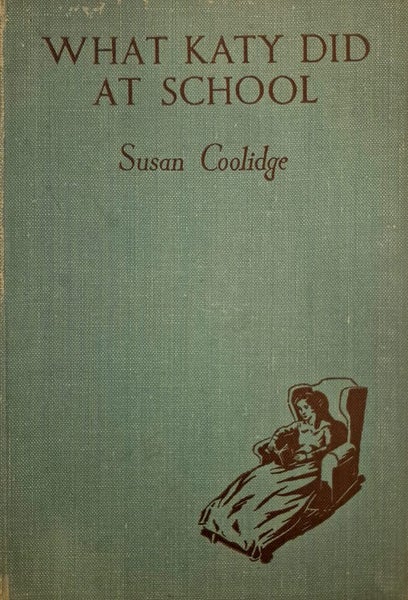 WHAT KATY DID
AT SCHOOL
Susan Coolidge